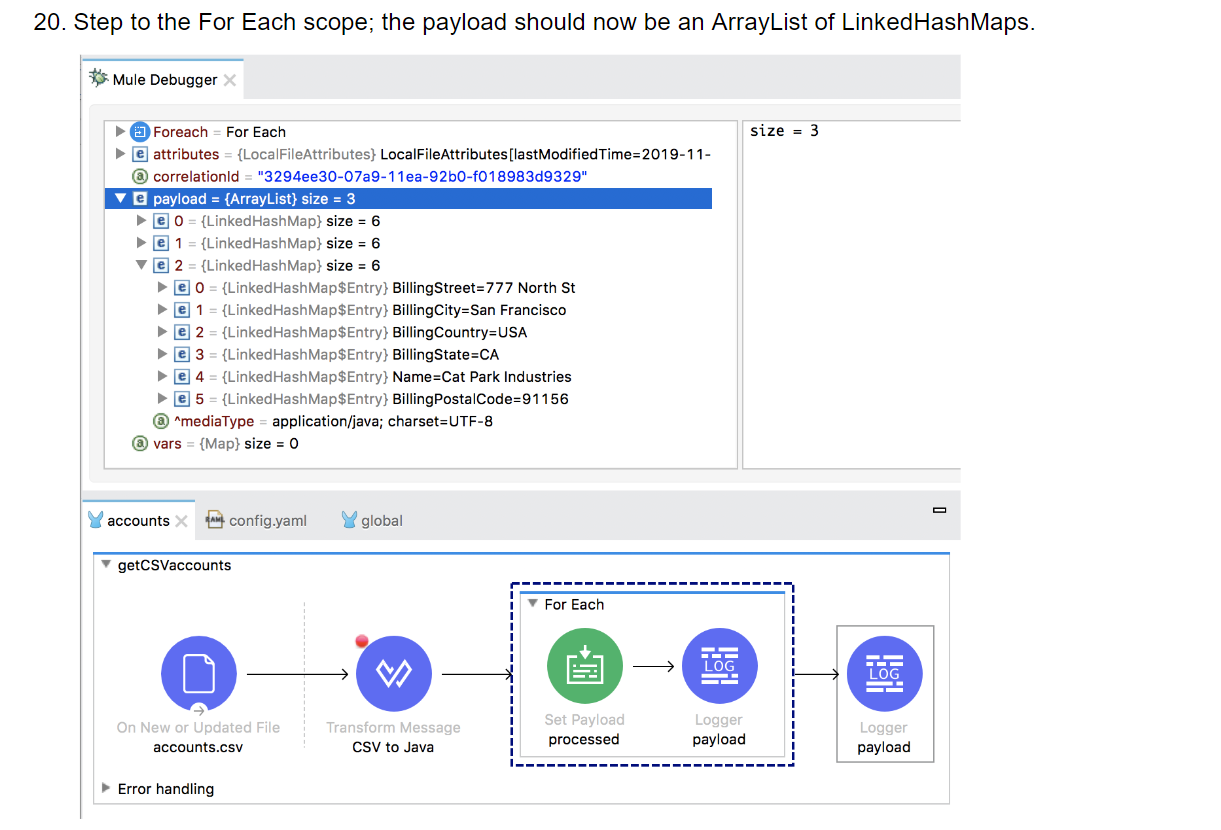 20. Step to the For Each scope; the payload should now be an ArrayList of LinkedHashMaps.
Mule Debugger
Foreach = For Each
size = 3
attributes = {LocalFileAttributes} LocalFileAttributes[lastModifiedTime=2019-11-
correlationId = "3294ee30-07a9-11ea-92b0-f018983d9329"
payload = {ArrayList} size = 3
0 = {LinkedHashMap} size = 6
1 = {LinkedHashMap} size = 6
2 = {LinkedHashMap} size = 6
0 = {LinkedHashMap$Entry} BillingStreet=777 North St
1 = {LinkedHashMap$Entry} BillingCity=San Francisco
2 = {LinkedHashMap$Entry} BillingCountry=USA
3 = {LinkedHashMap$Entry} BillingState=CA
4 = {LinkedHashMap$Entry} Name=Cat Park Industries
5 = {LinkedHashMap$Entry} BillingPostalCode=91156
^mediaType = application/java; charset=UTF-8
vars = {Map} size = 0
accounts
config.yaml
global
getCSVaccounts
For Each
LOG
LOG
On New or Updated File
accounts.csv
Transform Message
CSV to Java
Set Payload
processed
Logger
payload
Logger
payload
Error handling